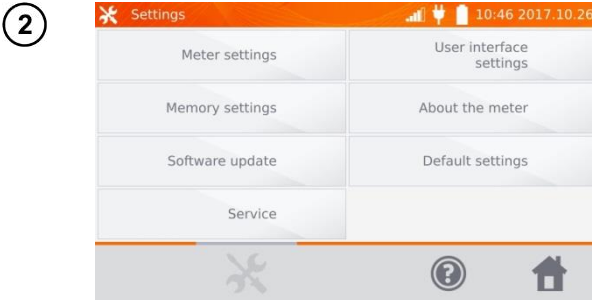 2
Settings
10:46 2017.10.26
Meter settings
User interface
settings
Memory settings
About the meter
Software update
Default settings
Service
?